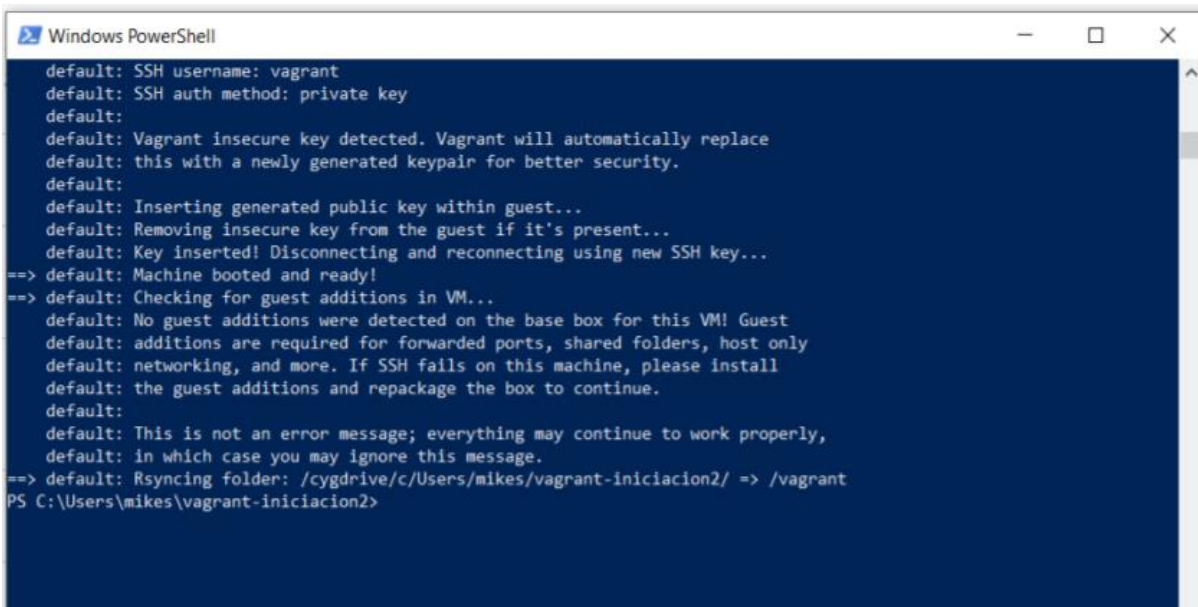 Windows PowerShell
default: SSH username: vagrant
default: SSH auth method: private key
default:
default: Vagrant insecure key detected. Vagrant will automatically replace
default: this with a newly generated keypair for better security.
default:
default: Inserting generated public key within guest...
default: Removing insecure key from the guest if it's present...
default: Key inserted! Disconnecting and reconnecting using new SSH key...
==> default: Machine booted and ready!
==> default: Checking for guest additions in VM...
default: No guest additions were detected on the base box for this VM! Guest
default: additions are required for forwarded ports, shared folders, host only
default: networking, and more. If SSH fails on this machine, please install
default: the guest additions and repackage the box to continue.
default:
default: This is not an error message; everything may continue to work properly,
default: in which case you may ignore this message.
==> default: Rsyncing folder: /cygdrive/c/Users/mikes/vagrant-iniciacion2/ => /vagrant
PS C:\Users\mikes\vagrant-iniciacion2>